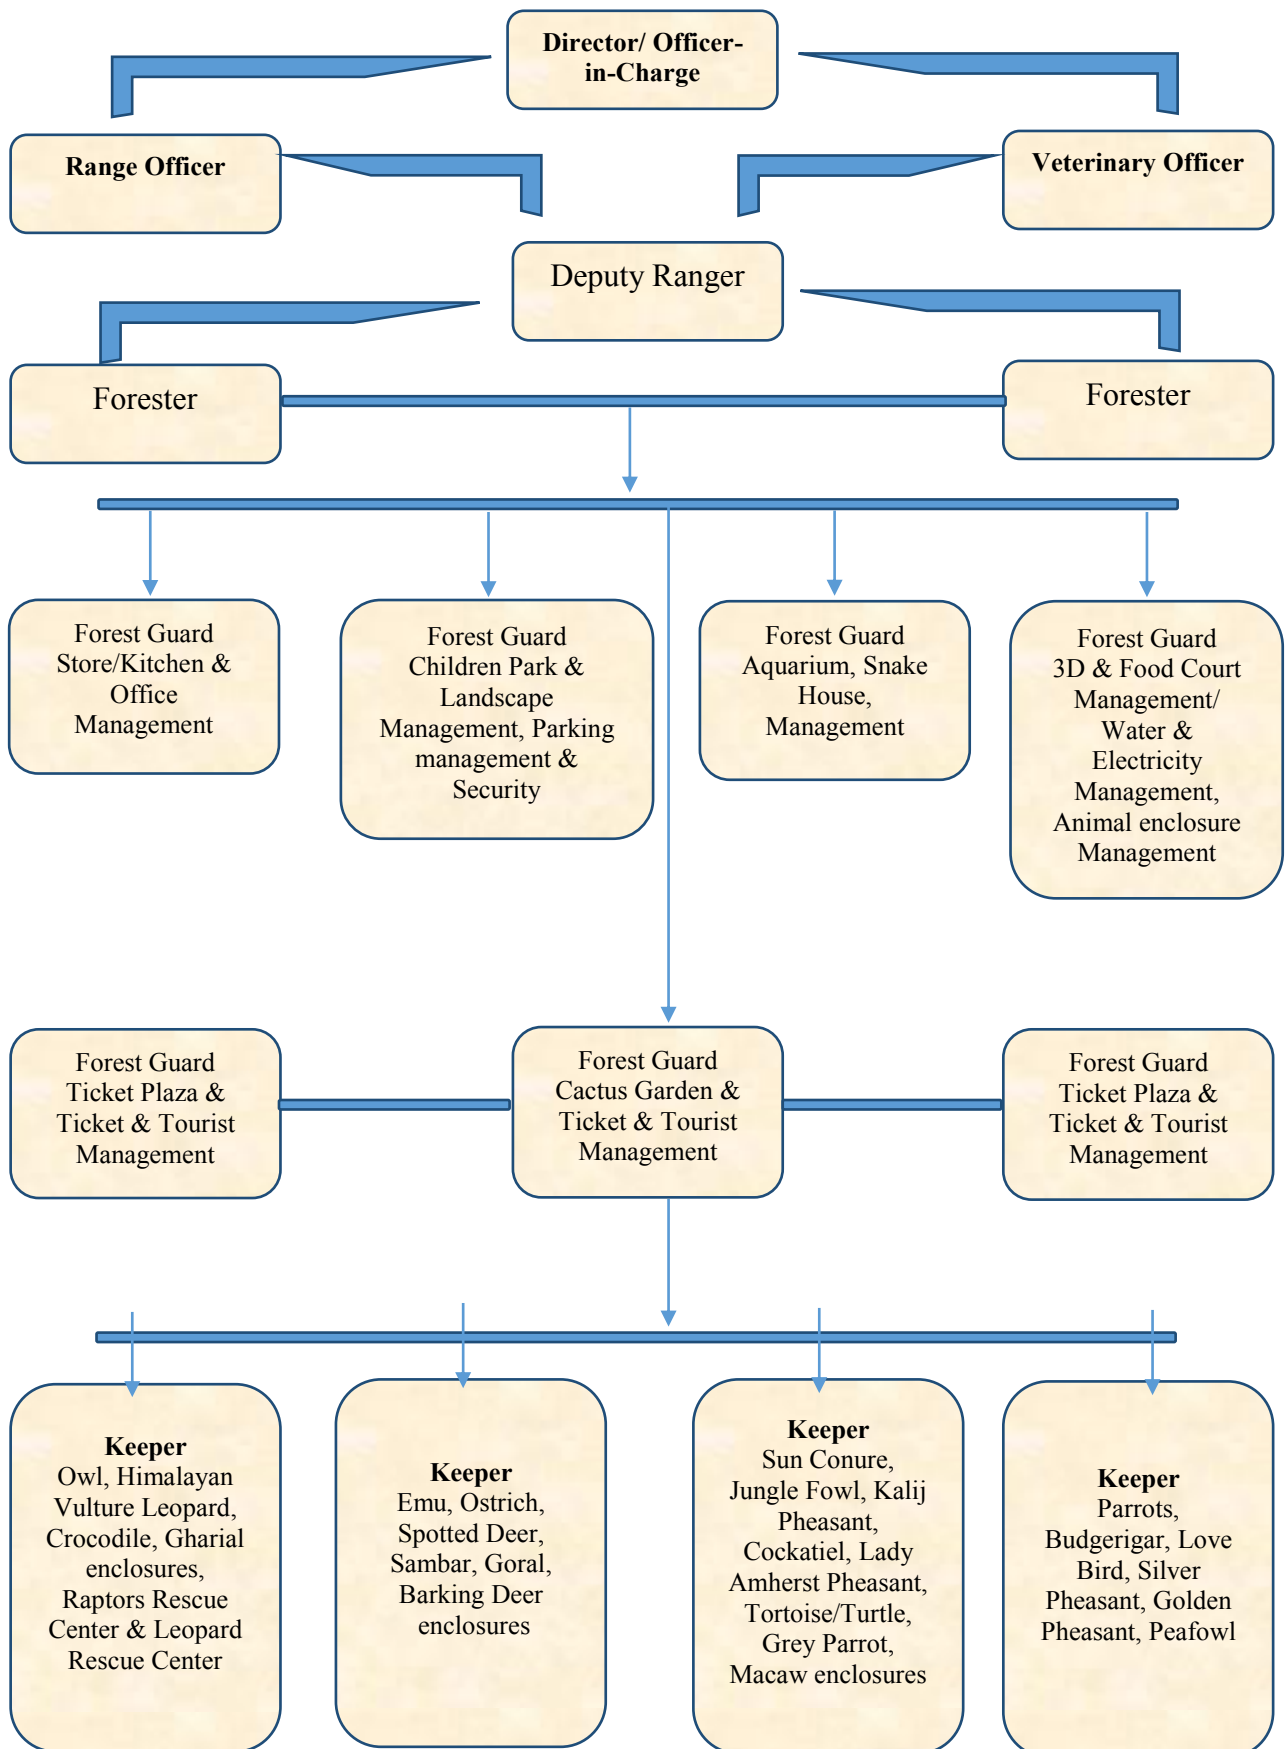 Director/ Officer-
in-Charge
Range Officer
Veterinary Officer
Deputy Ranger
Forester
Forester
Forest Guard
Store/Kitchen &
Office
Management
Forest Guard
Children Park &
Landscape
Management, Parking
management &
Security
Forest Guard
Aquarium, Snake
House,
Management
Forest Guard
3D & Food Court
Management/
Water &
Electricity
Management,
Animal enclosure
Management
Forest Guard
Ticket Plaza &
Ticket & Tourist
Management
Forest Guard
Cactus Garden &
Ticket & Tourist
Management
Forest Guard
Ticket Plaza &
Ticket & Tourist
Management
Keeper
Owl, Himalayan
Vulture Leopard,
Crocodile, Gharial
enclosures,
Raptors Rescue
Center & Leopard
Rescue Center
Keeper
Emu, Ostrich,
Spotted Deer,
Sambar, Goral,
Barking Deer
enclosures
Keeper
Sun Conure,
Jungle Fowl, Kalij
Pheasant,
Cockatiel, Lady
Amherst Pheasant,
Tortoise/Turtle,
Grey Parrot,
Macaw enclosures
Keeper
Parrots,
Budgerigar, Love
Bird, Silver
Pheasant, Golden
Pheasant, Peafowl